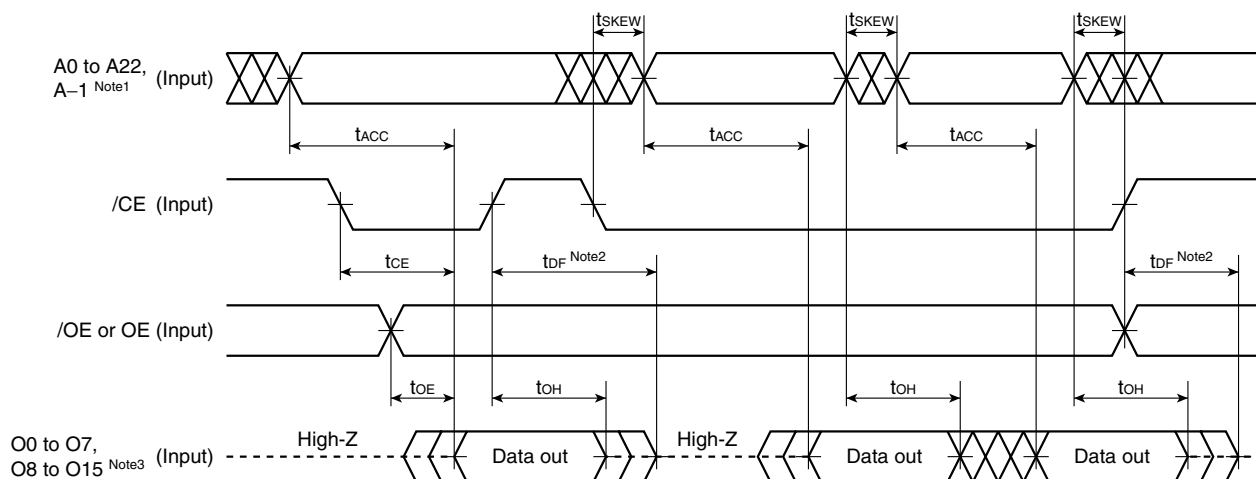 tSKEW tSKEW tSKEW
A0 to A22, (Input)
A−1 Note1
tACC tACC tACC
/CE (Input)
tCE tDF Note2 tDF Note2
/OE or OE (Input)
tOE tOH tOH tOH
O0 to O7, (Input)
O8 to O15 Note3
High-Z Data out High-Z Data out Data out